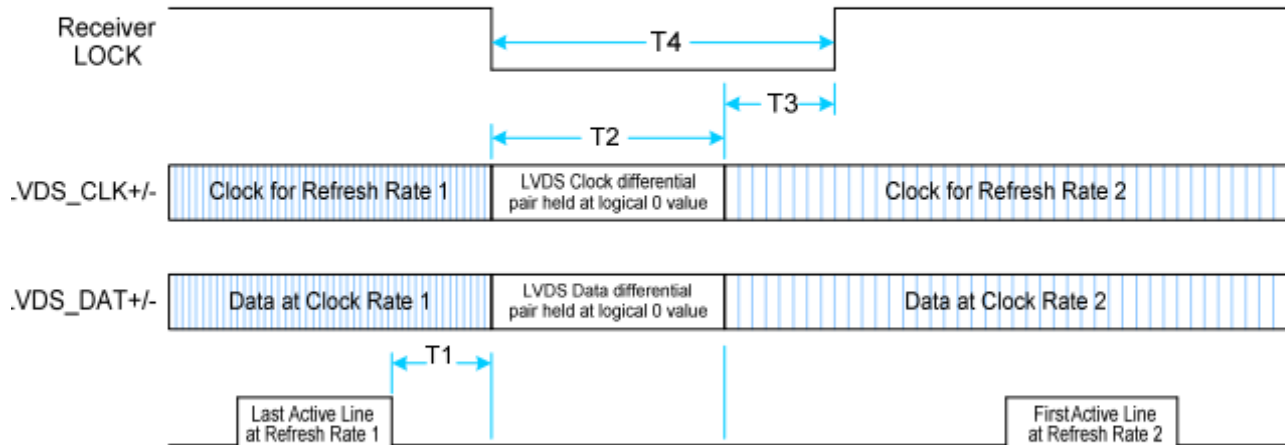 Receiver
LOCK
T4
T3
T2
LVDS_CLK+/-
Clock for Refresh Rate 1
LVDS Clock differential
pair held at logical 0 value
Clock for Refresh Rate 2
LVDS_DAT+/-
Data at Clock Rate 1
LVDS Data differential
pair held at logical 0 value
Data at Clock Rate 2
T1
Last Active Line
at Refresh Rate 1
First Active Line
at Refresh Rate 2